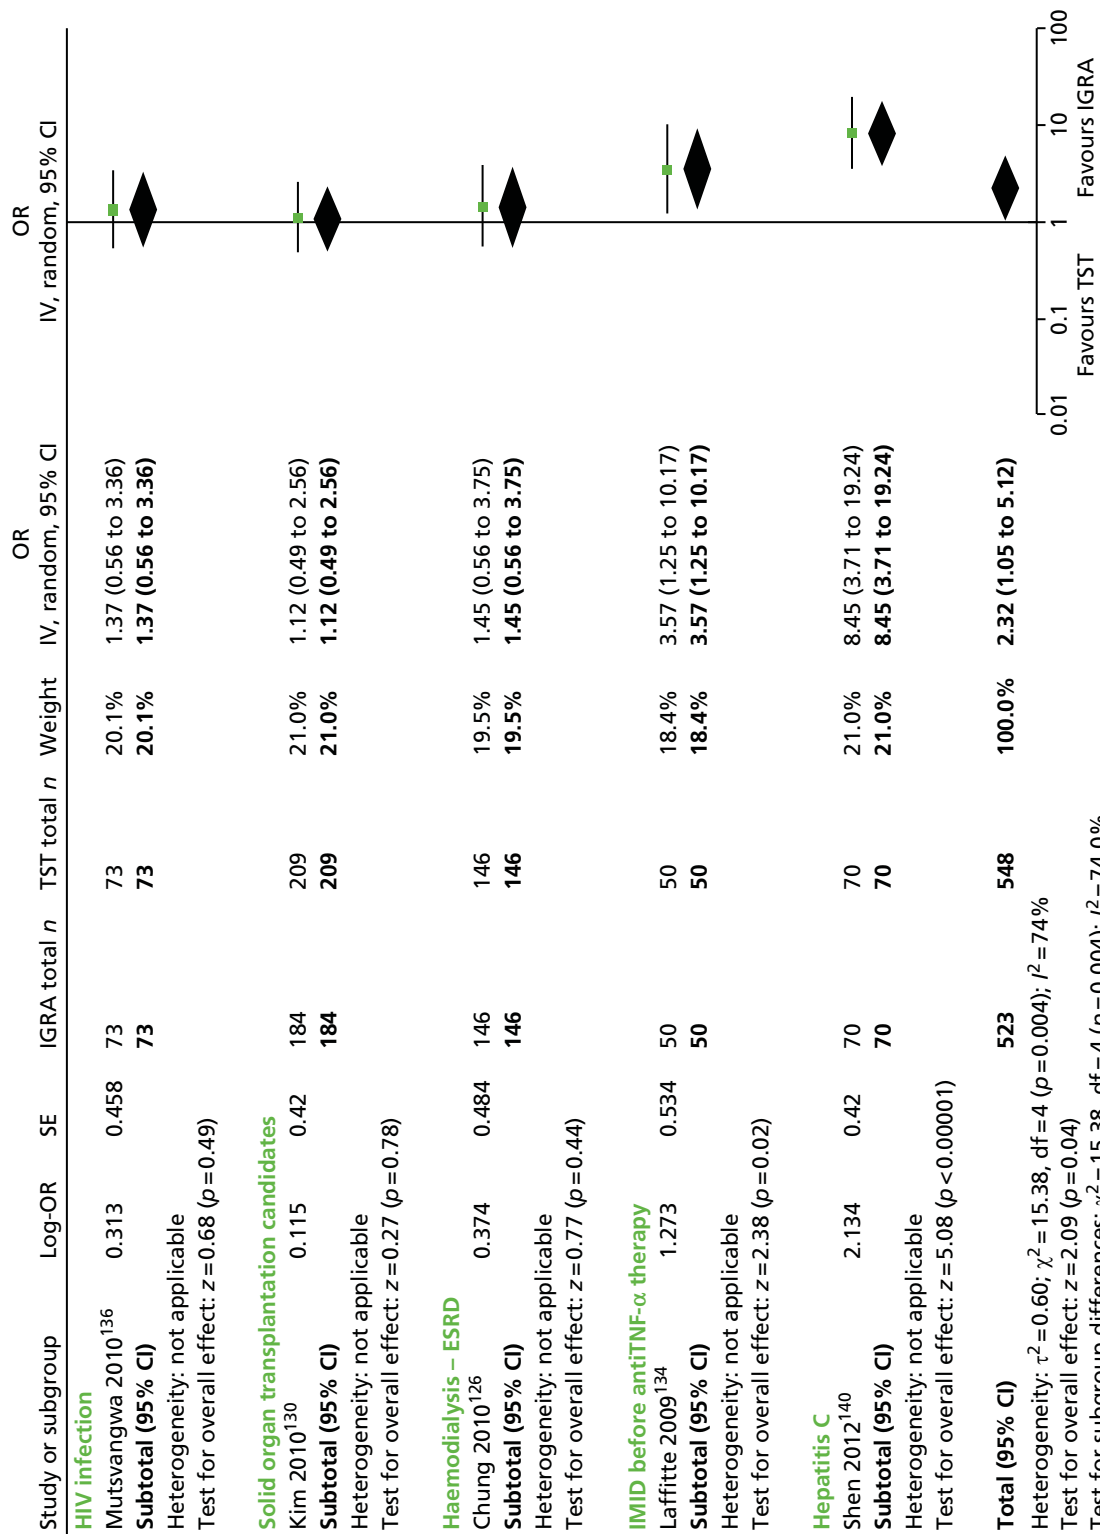 OR OR
Study or subgroup Log-OR SE IGRA total n TST total n Weight IV, random, 95% CI IV, random, 95% CI
HIV infection
Mutsvangwa 2010136 0.313 0.458 73 73 20.1% 1.37 (0.56 to 3.36)
Subtotal (95% CI) 73 73 20.1% 1.37 (0.56 to 3.36)
Heterogeneity: not applicable
Test for overall effect: z=0.68 (p=0.49)
Solid organ transplantation candidates
Kim 2010130 0.115 0.42 184 209 21.0% 1.12 (0.49 to 2.56)
Subtotal (95% CI) 184 209 21.0% 1.12 (0.49 to 2.56)
Heterogeneity: not applicable
Test for overall effect: z=0.27 (p=0.78)
Haemodialysis – ESRD
Chung 2010126 0.374 0.484 146 146 19.5% 1.45 (0.56 to 3.75)
Subtotal (95% CI) 146 146 19.5% 1.45 (0.56 to 3.75)
Heterogeneity: not applicable
Test for overall effect: z=0.77 (p=0.44)
IMID before antiTNF-α therapy
Laffitte 2009134 1.273 0.534 50 50 18.4% 3.57 (1.25 to 10.17)
Subtotal (95% CI) 50 50 18.4% 3.57 (1.25 to 10.17)
Heterogeneity: not applicable
Test for overall effect: z=2.38 (p=0.02)
Hepatitis C
Shen 2012140 2.134 0.42 70 70 21.0% 8.45 (3.71 to 19.24)
Subtotal (95% CI) 70 70 21.0% 8.45 (3.71 to 19.24)
Heterogeneity: not applicable
Test for overall effect: z=5.08 (p<0.00001)
Total (95% CI) 523 548 100.0% 2.32 (1.05 to 5.12)
Heterogeneity: τ2=0.60; χ2=15.38, df=4 (p=0.004); I2=74%
Test for overall effect: z=2.09 (p=0.04)
Test for subgroup differences: χ2=15.38, df=4 (p=0.004); I2=74.0%
0.01 0.1 1 10 100
Favours TST Favours IGRA